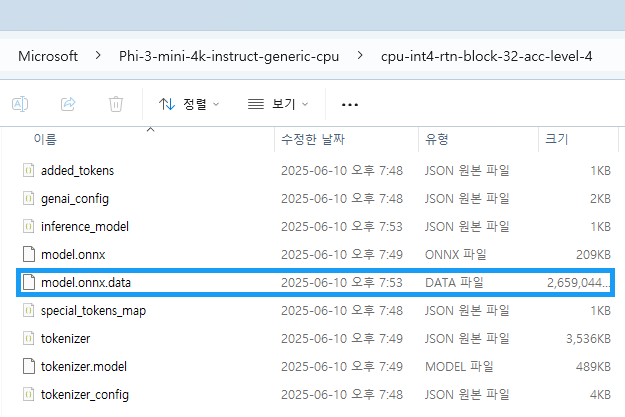 Microsoft > Phi-3-mini-4k-instruct-generic-cpu > cpu-int4-rtn-block-32-acc-level-4
정렬 보기 ...
이름 수정한 날짜 유형 크기
added_tokens 2025-06-10 오후 7:48 JSON 원본 파일 1KB
genai_config 2025-06-10 오후 7:48 JSON 원본 파일 2KB
inference_model 2025-06-10 오후 7:53 JSON 원본 파일 1KB
model.onnx 2025-06-10 오후 7:49 ONNX 파일 209KB
model.onnx.data 2025-06-10 오후 7:53 DATA 파일 2,659,044...
special_tokens_map 2025-06-10 오후 7:48 JSON 원본 파일 1KB
tokenizer 2025-06-10 오후 7:49 JSON 원본 파일 3,536KB
tokenizer.model 2025-06-10 오후 7:49 MODEL 파일 489KB
tokenizer_config 2025-06-10 오후 7:48 JSON 원본 파일 4KB